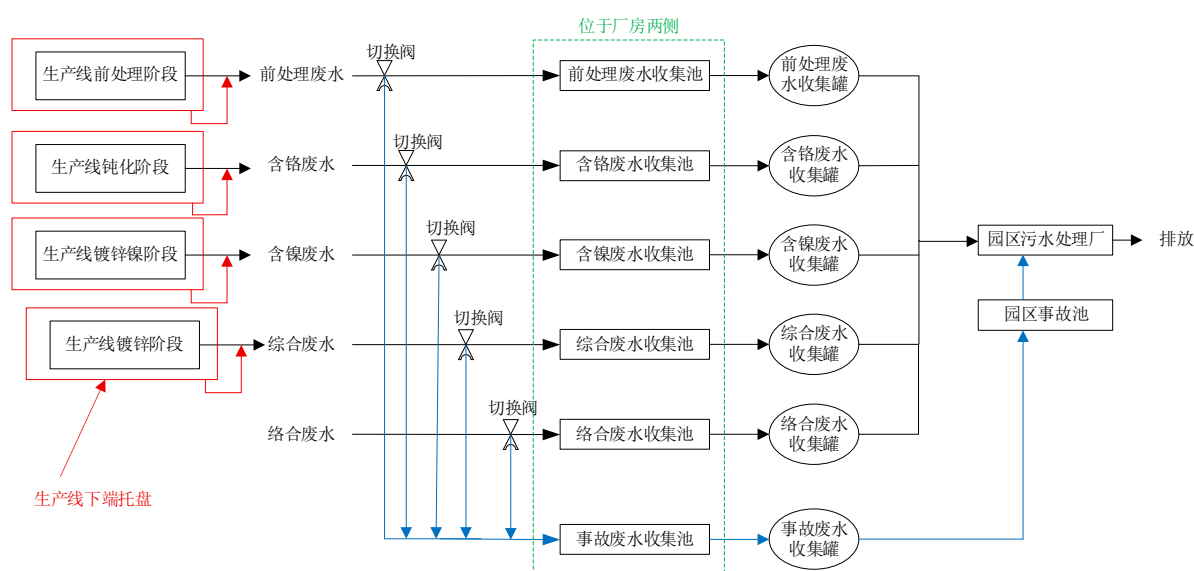 位于厂房两侧
切换阀
生产线前处理阶段
前处理废水
前处理废水收集池
前处理废
水收集罐
切换阀
生产线钝化阶段
含铬废水
含铬废水收集池
含铬废水
收集罐
切换阀
生产线镀锌镍阶段
含镍废水
含镍废水收集池
含镍废水
收集罐
园区污水处理厂
排放
园区事故池
切换阀
生产线镀锌阶段
综合废水
综合废水收集池
综合废水
收集罐
切换阀
络合废水
络合废水收集池
络合废水
收集罐
生产线下端托盘
事故废水收集池
事故废水
收集罐